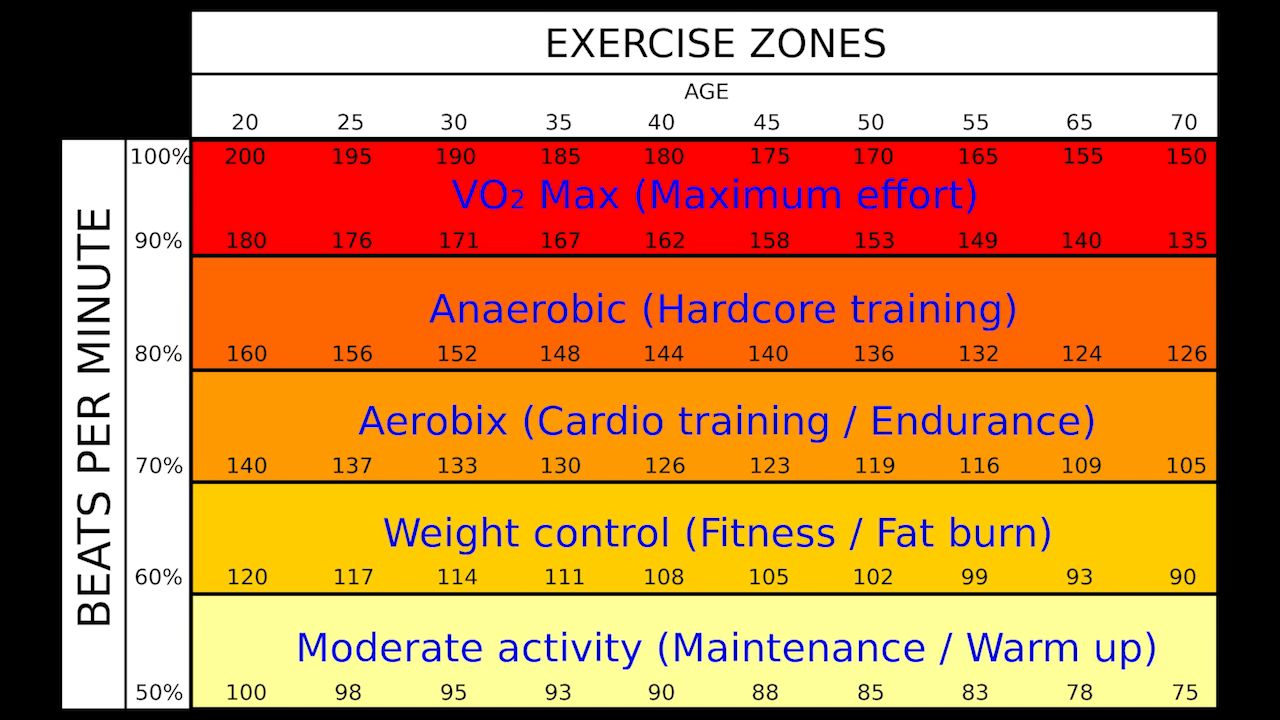 EXERCISE ZONES
AGE
20 25 30 35 40 45 50 55 65 70
BEATS PER MINUTE
100% 200 195 190 185 180 175 170 165 155 150
VO₂ Max (Maximum effort)
90% 180 176 171 167 162 158 153 149 140 135
Anaerobic (Hardcore training)
80% 160 156 152 148 144 140 136 132 124 126
Aerobix (Cardio training / Endurance)
70% 140 137 133 130 126 123 119 116 109 105
Weight control (Fitness / Fat burn)
60% 120 117 114 111 108 105 102 99 93 90
Moderate activity (Maintenance / Warm up)
50% 100 98 95 93 90 88 85 83 78 75